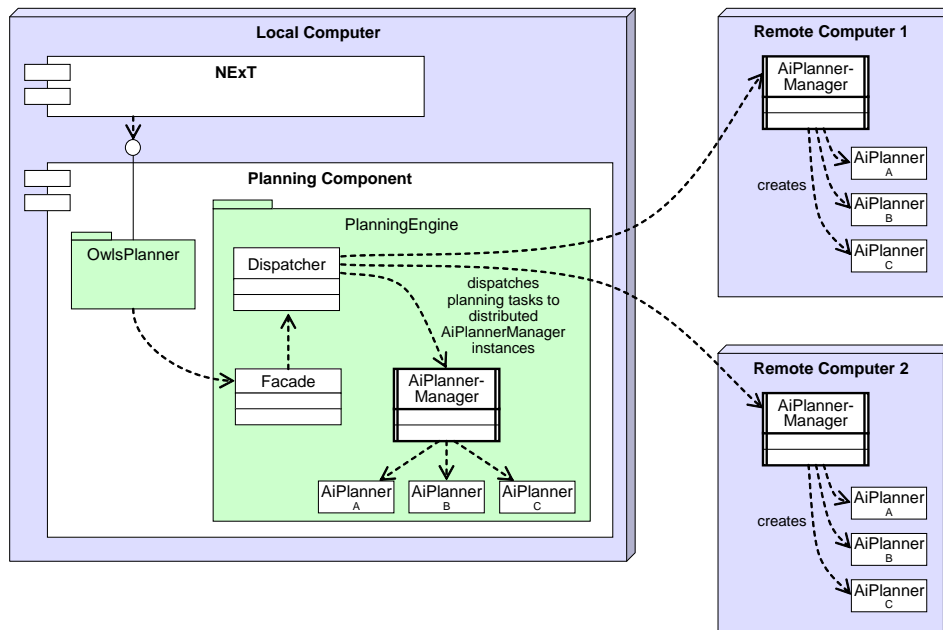 Local Computer
NExT
Planning Component
OwlsPlanner
PlanningEngine
Dispatcher
dispatches
planning tasks to
distributed
AiPlannerManager
instances
Facade
AiPlanner-
Manager
AiPlanner
A
AiPlanner
B
AiPlanner
C
Remote Computer 1
AiPlanner-
Manager
creates
AiPlanner
A
AiPlanner
B
AiPlanner
C
Remote Computer 2
AiPlanner-
Manager
creates
AiPlanner
A
AiPlanner
B
AiPlanner
C